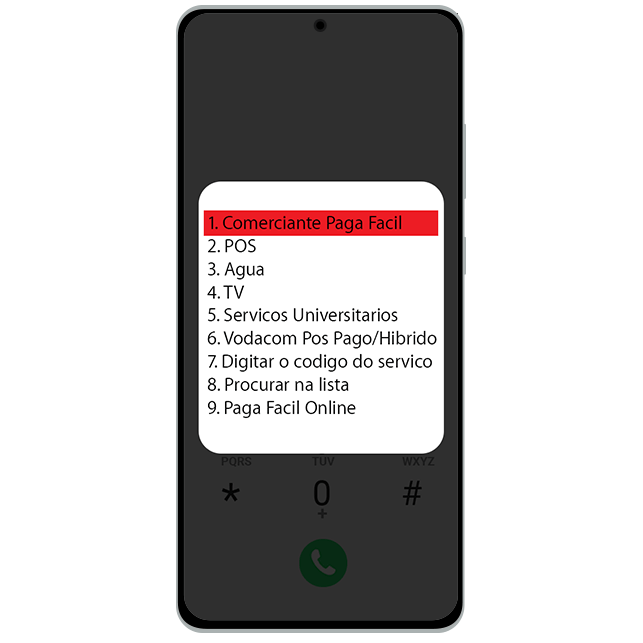 1. Comerciante Paga Facil
2. POS
3. Agua
4. TV
5. Servicos Universitarios
6. Vodacom Pos Pago/Hibrido
7. Digitar o codigo do servico
8. Procurar na lista
9. Paga Facil Online
PQRS TUV WXYZ
* 0 #
+